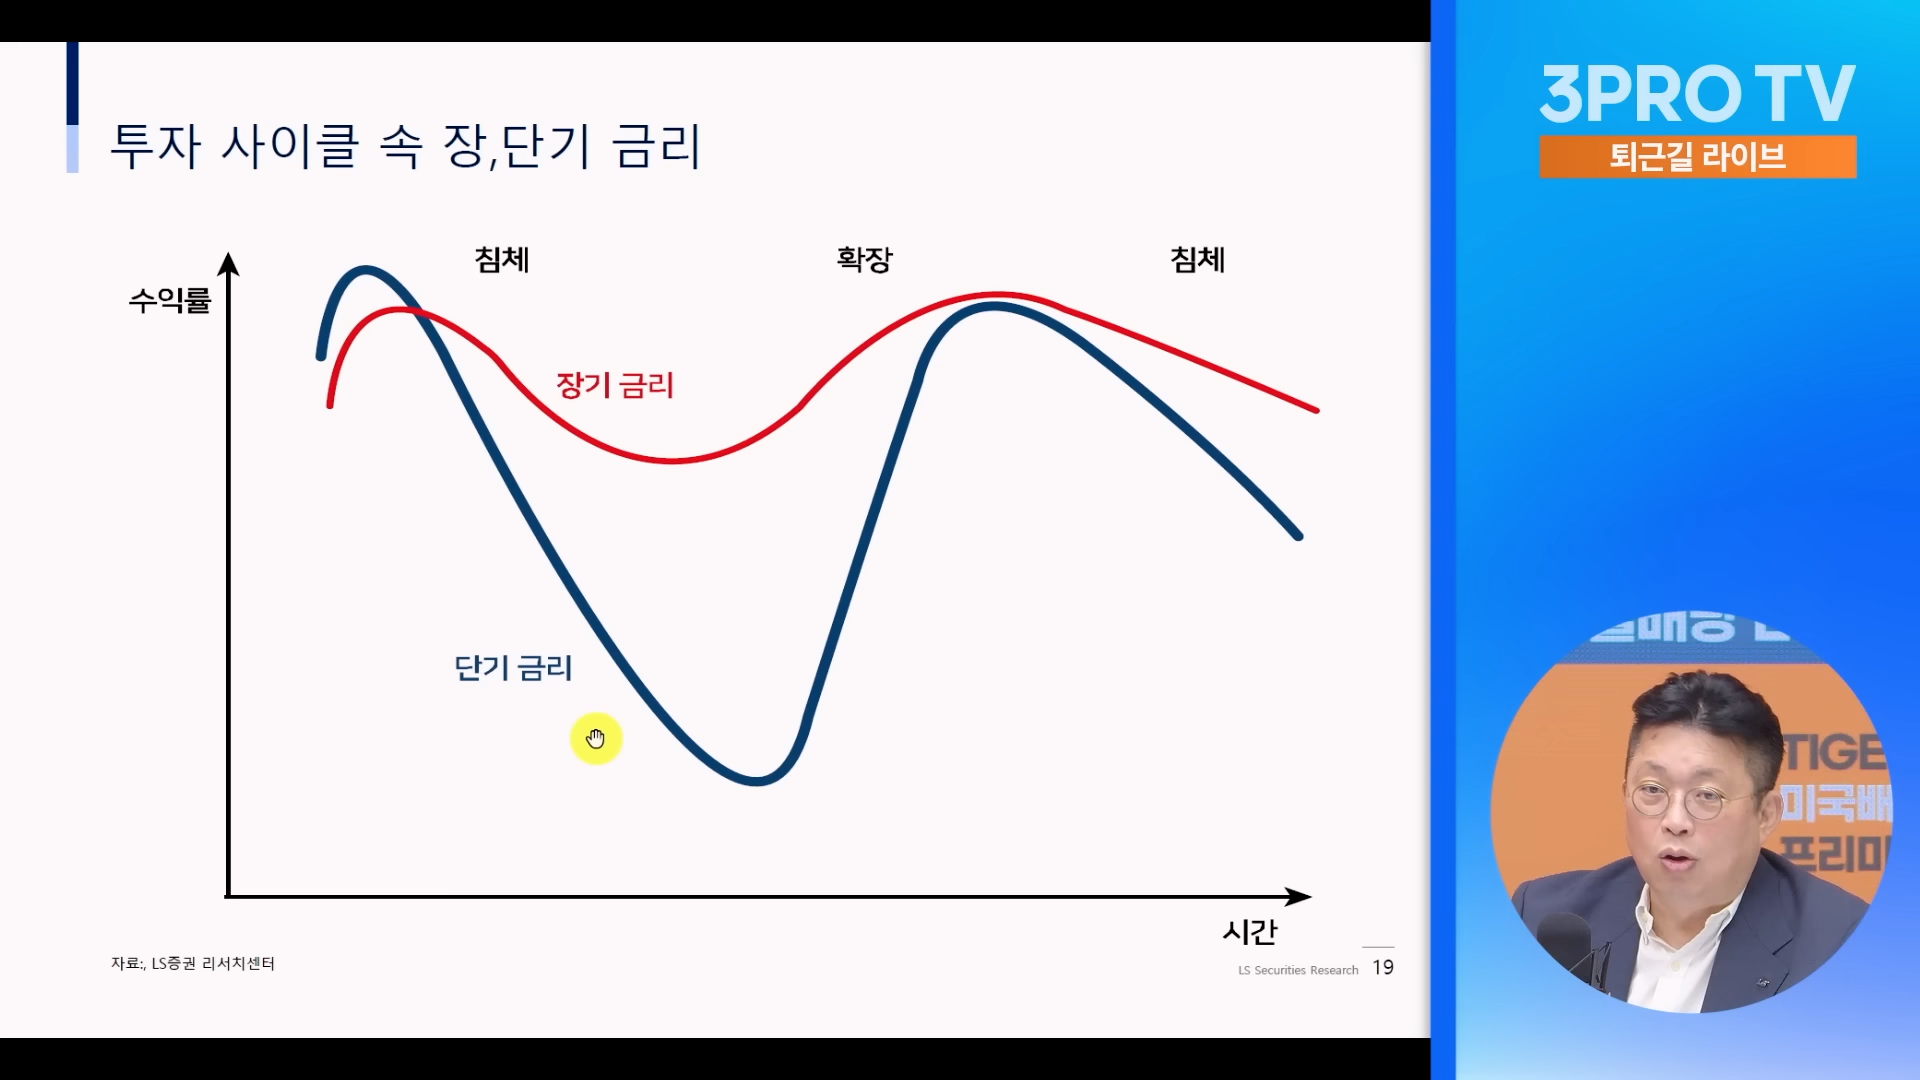 투자 사이클 속 장,단기 금리
침체
확장
침체
수익률
장기 금리
단기 금리
시간
자료:, LS증권 리서치센터
LS Securities Research 19
3PRO TV
퇴근길 라이브
TIGE
미국배
프리미